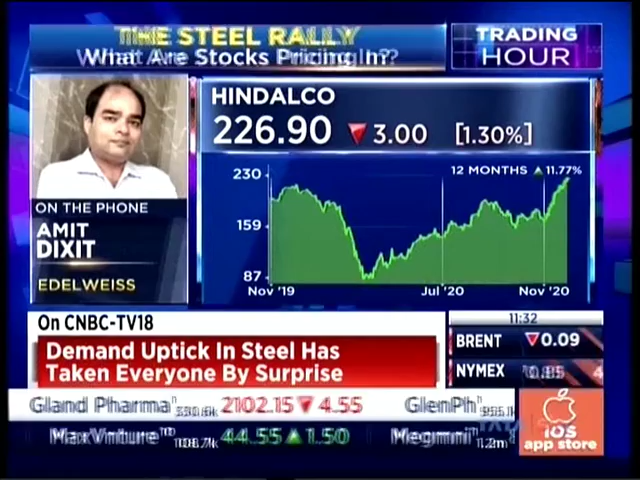 THE STEEL RALLY
What Are Stocks Pricing In?
TRADING
HOUR
HINDALCO
226.90 ▼ 3.00 [1.30%]
12 MONTHS ▲ 11.77%
230
159
87
Nov '19 Jul '20 Nov '20
ON THE PHONE
AMIT
DIXIT
EDELWEISS
On CNBC-TV18
Demand Uptick In Steel Has
Taken Everyone By Surprise
11:32
BRENT ▼ 0.09
NYMEX
Gland Pharma 2102.15 ▼ 4.55 GlenPh
MaxVnture 44.55 ▲ 1.50
iOS
app store